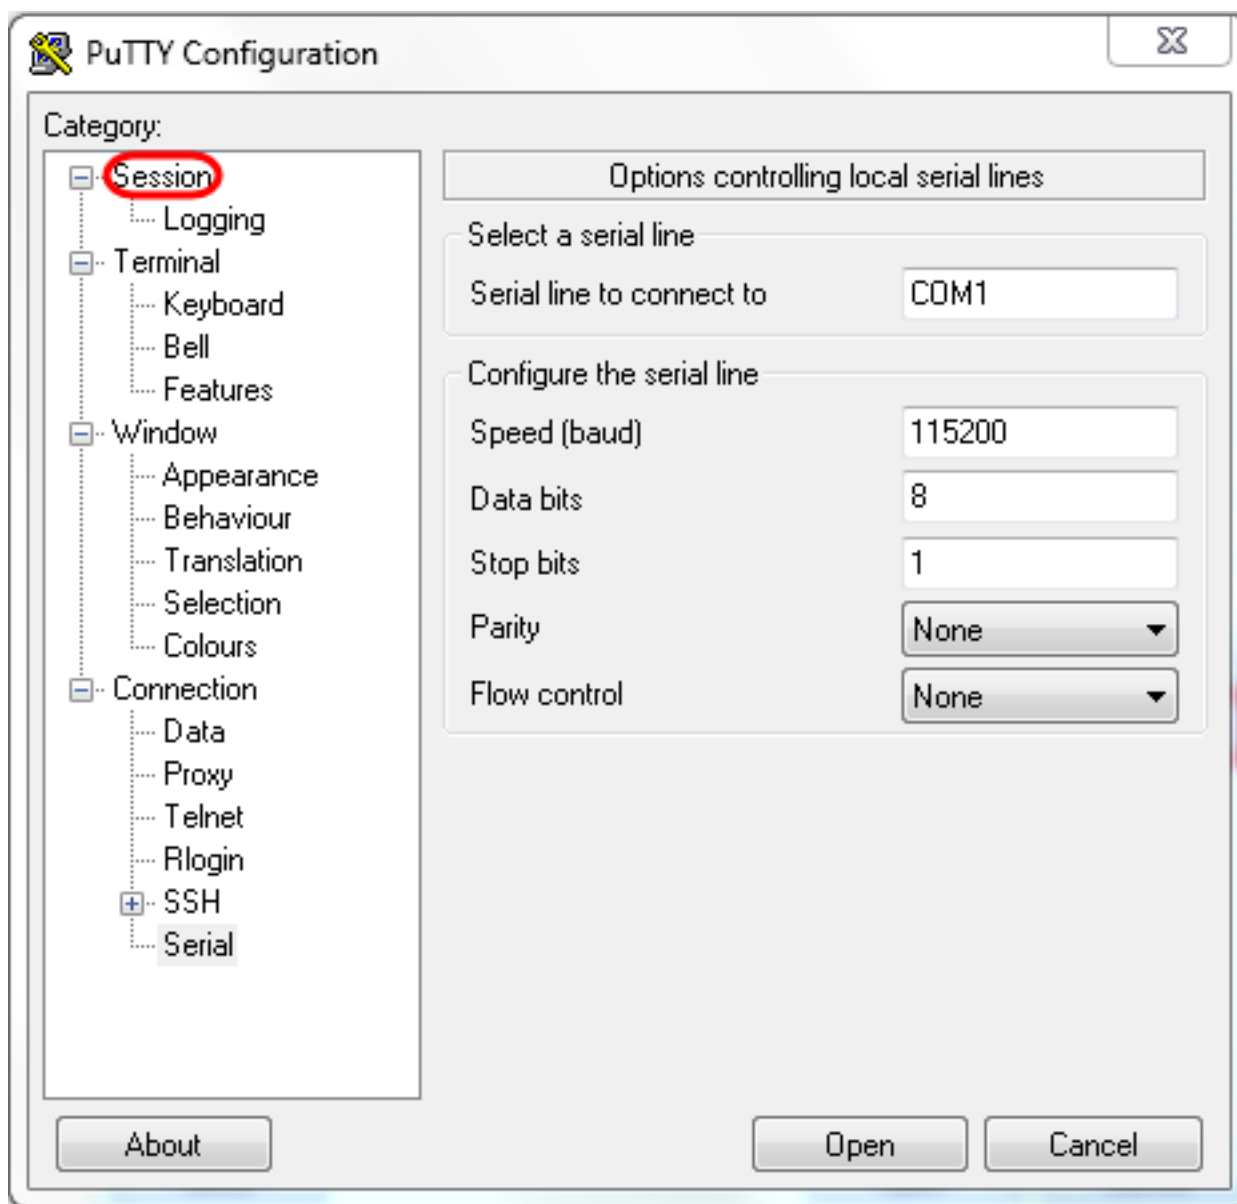 PuTTY Configuration
Category:
Session
Logging
Terminal
Keyboard
Bell
Features
Window
Appearance
Behaviour
Translation
Selection
Colours
Connection
Data
Proxy
Telnet
Rlogin
SSH
Serial
Options controlling local serial lines
Select a serial line
Serial line to connect to COM1
Configure the serial line
Speed (baud) 115200
Data bits 8
Stop bits 1
Parity None
Flow control None
About Open Cancel